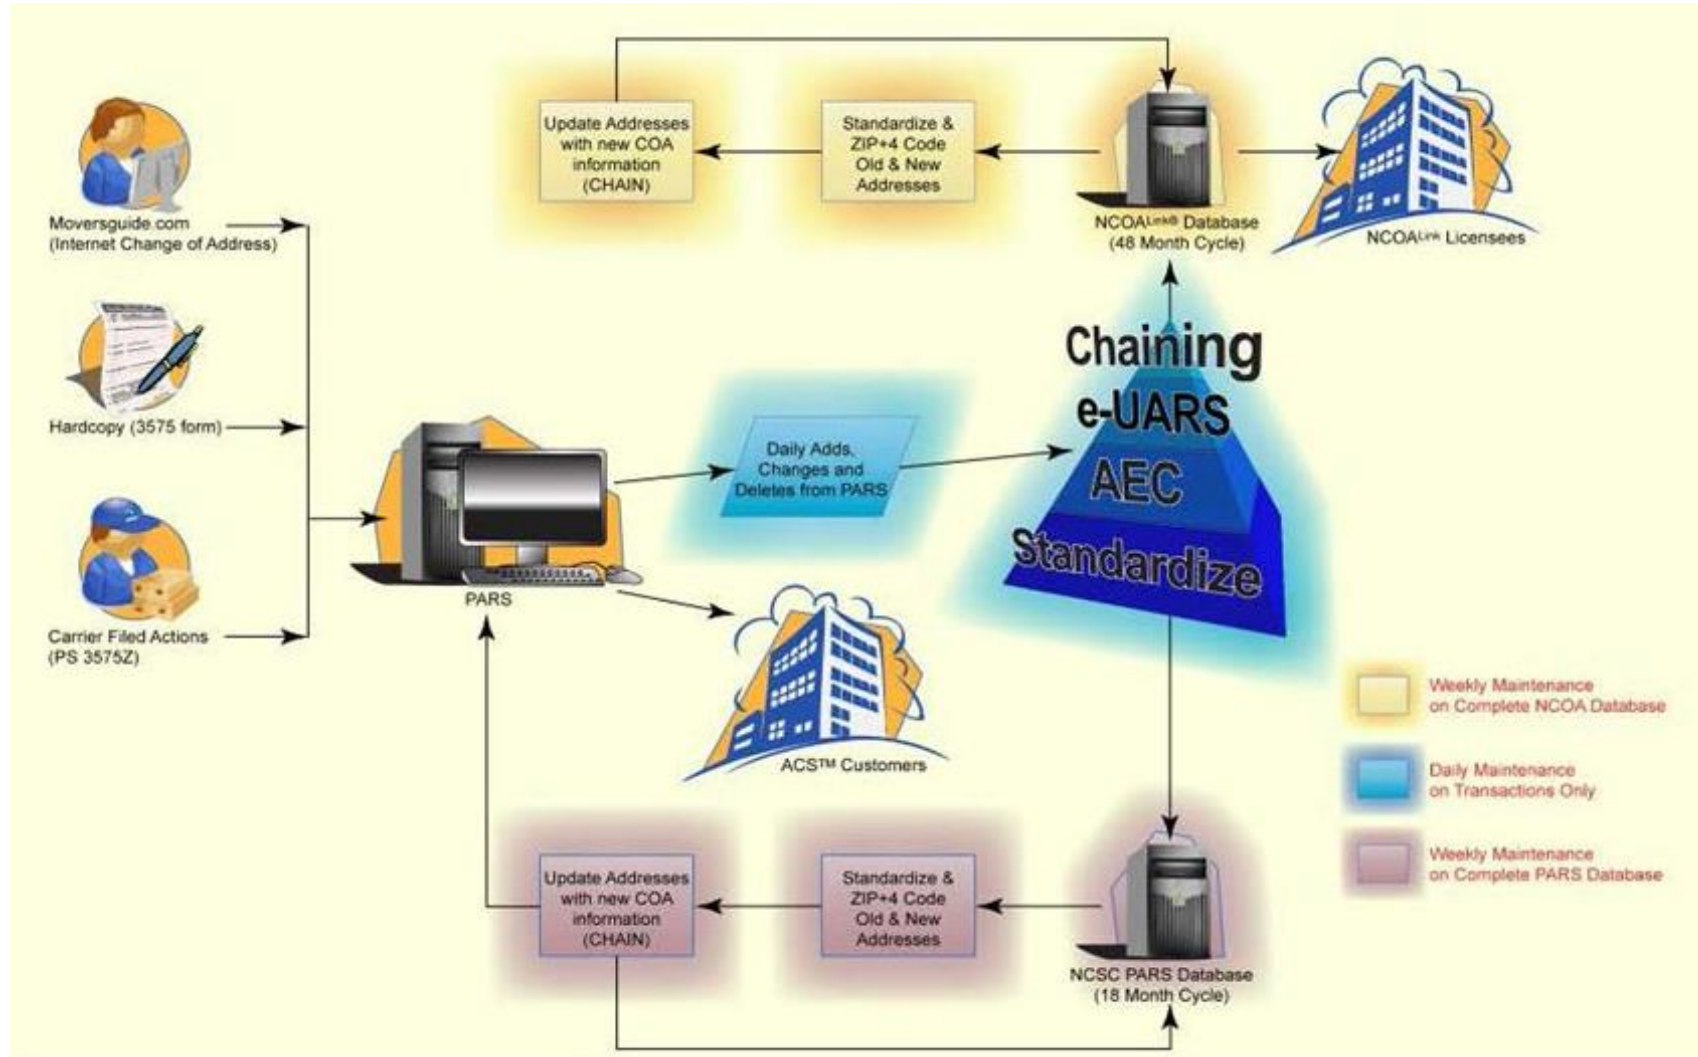 Update Addresses
with new COA
information
(CHAIN)
Standardize &
ZIP+4 Code
Old & New
Addresses
NCOALink® Database
(48 Month Cycle)
NCOALink Licensees
Moversguide.com
(Internet Change of Address)
Hardcopy (3575 form)
Carrier Filed Actions
(PS 3575Z)
PARS
Daily Adds,
Changes and
Deletes from PARS
Chaining
e-UARS
AEC
Standardize
ACS™ Customers
Weekly Maintenance
on Complete NCOA Database
Daily Maintenance
on Transactions Only
Weekly Maintenance
on Complete PARS Database
Update Addresses
with new COA
information
(CHAIN)
Standardize &
ZIP+4 Code
Old & New
Addresses
NCSC PARS Database
(18 Month Cycle)